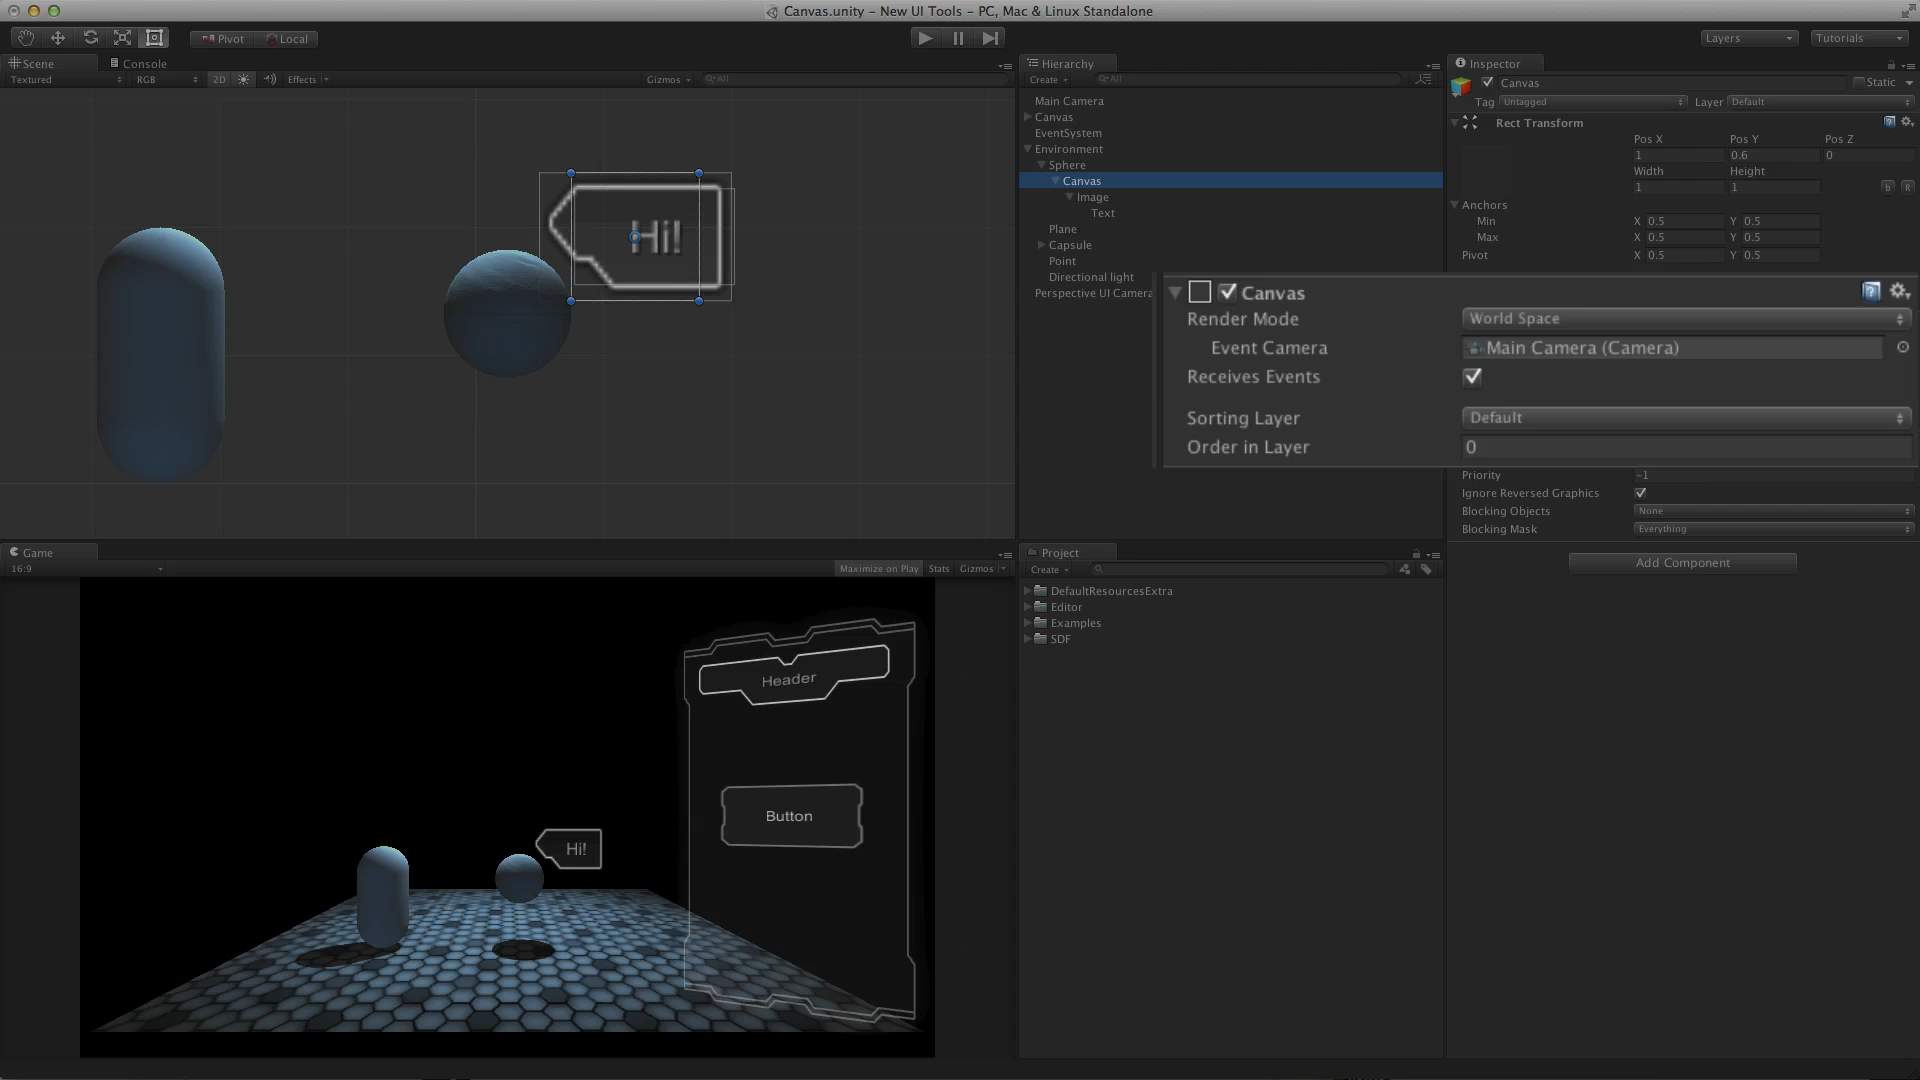 Canvas.unity – New UI Tools – PC, Mac & Linux Standalone
Pivot Local
Layers Tutorials
Scene Console
Textured RGB 2D Effects Gizmos All
Hi!
Game
16:9 Maximize on Play Stats Gizmos
Header
Button
Hi!
Hierarchy
Create All
Main Camera
Canvas
EventSystem
Environment
Sphere
Canvas
Image
Text
Plane
Capsule
Point
Directional light
Perspective UI Camera
Project
Create
DefaultResourcesExtra
Editor
Examples
SDF
Inspector
Canvas Static
Tag Untagged Layer Default
Rect Transform
Pos X Pos Y Pos Z
1 0.6 0
Width Height
1 1 b R
Anchors
Min X 0.5 Y 0.5
Max X 0.5 Y 0.5
Pivot X 0.5 Y 0.5
Canvas
Render Mode World Space
Event Camera Main Camera (Camera)
Receives Events
Sorting Layer Default
Order in Layer 0
Priority -1
Ignore Reversed Graphics
Blocking Objects None
Blocking Mask Everything
Add Component